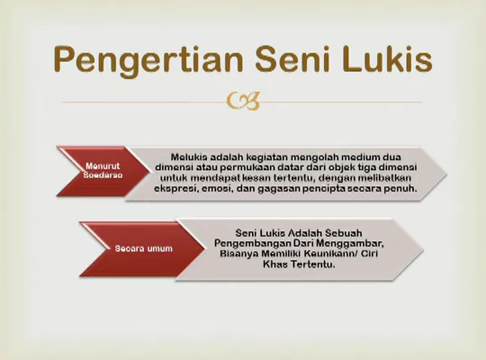 Pengertian Seni Lukis
Menurut
Soedarso
Melukis adalah kegiatan mengolah medium dua
dimensi atau permukaan datar dari objek tiga dimensi
untuk mendapat kesan tertentu, dengan melibatkan
ekspresi, emosi, dan gagasan pencipta secara penuh.
Secara umum
Seni Lukis Adalah Sebuah
Pengembangan Dari Menggambar,
Bisanya Memiliki Keunikann/ Ciri
Khas Tertentu.